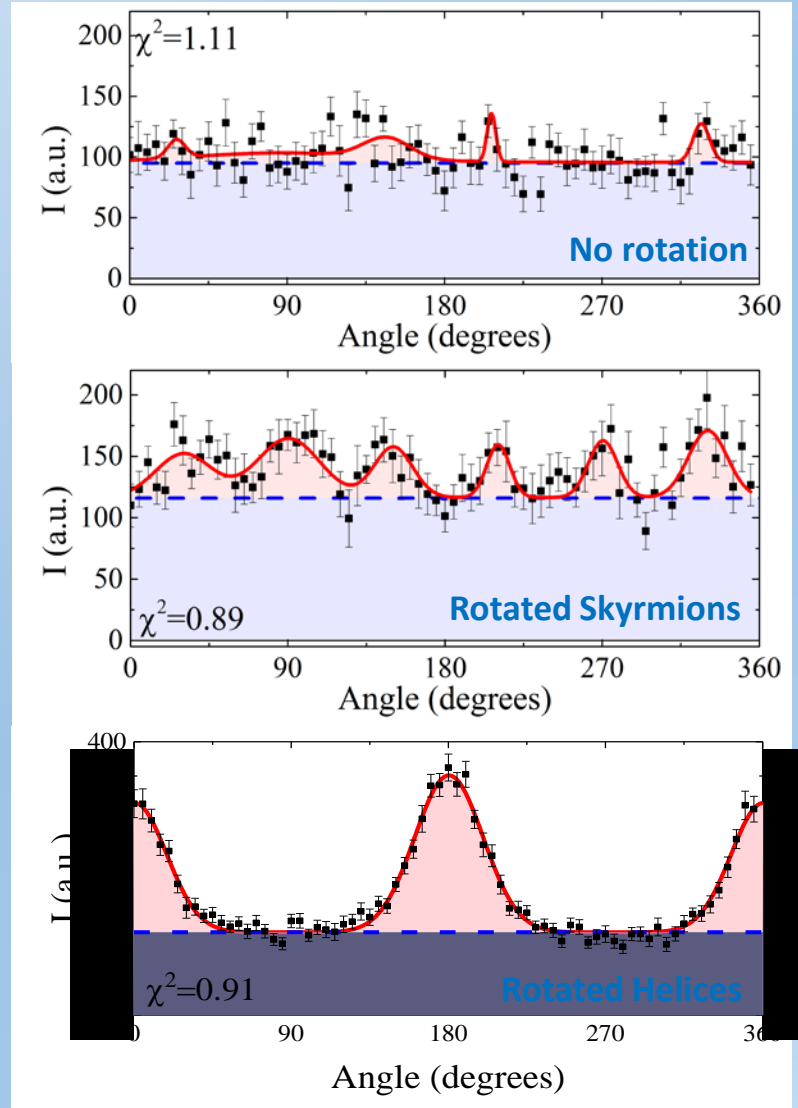 200
χ²=1.11
150
100
50
0
I (a.u.)
No rotation
0 90 180 270 360
Angle (degrees)
200
150
100
50
0
I (a.u.)
χ²=0.89
Rotated Skyrmions
0 90 180 270 360
Angle (degrees)
400
χ²=0.91
Rotated Helices
90 180 270
Angle (degrees)